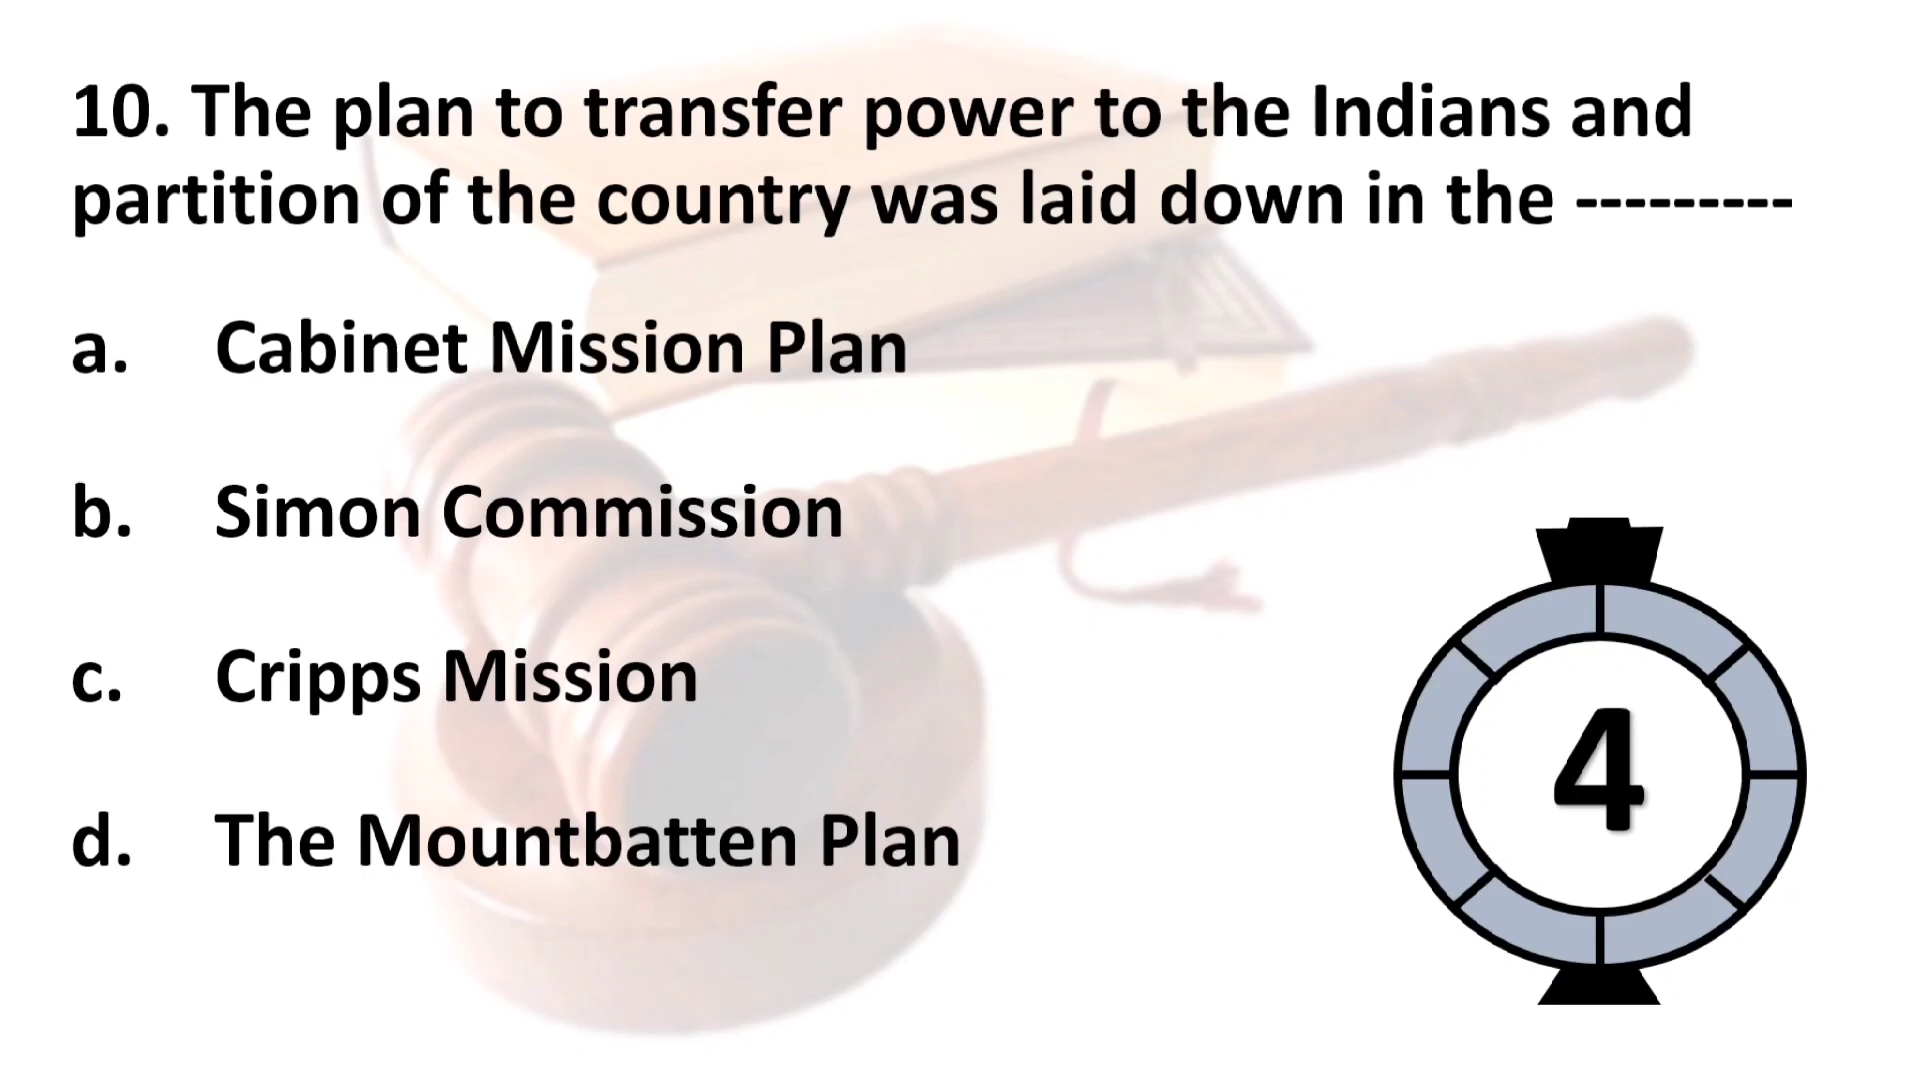 10. The plan to transfer power to the Indians and
partition of the country was laid down in the ---------
a. Cabinet Mission Plan
b. Simon Commission
c. Cripps Mission
d. The Mountbatten Plan
4